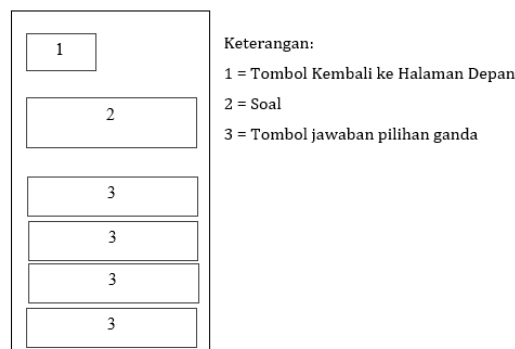 1
2
3
3
3
3
Keterangan:
1 = Tombol Kembali ke Halaman Depan
2 = Soal
3 = Tombol jawaban pilihan ganda